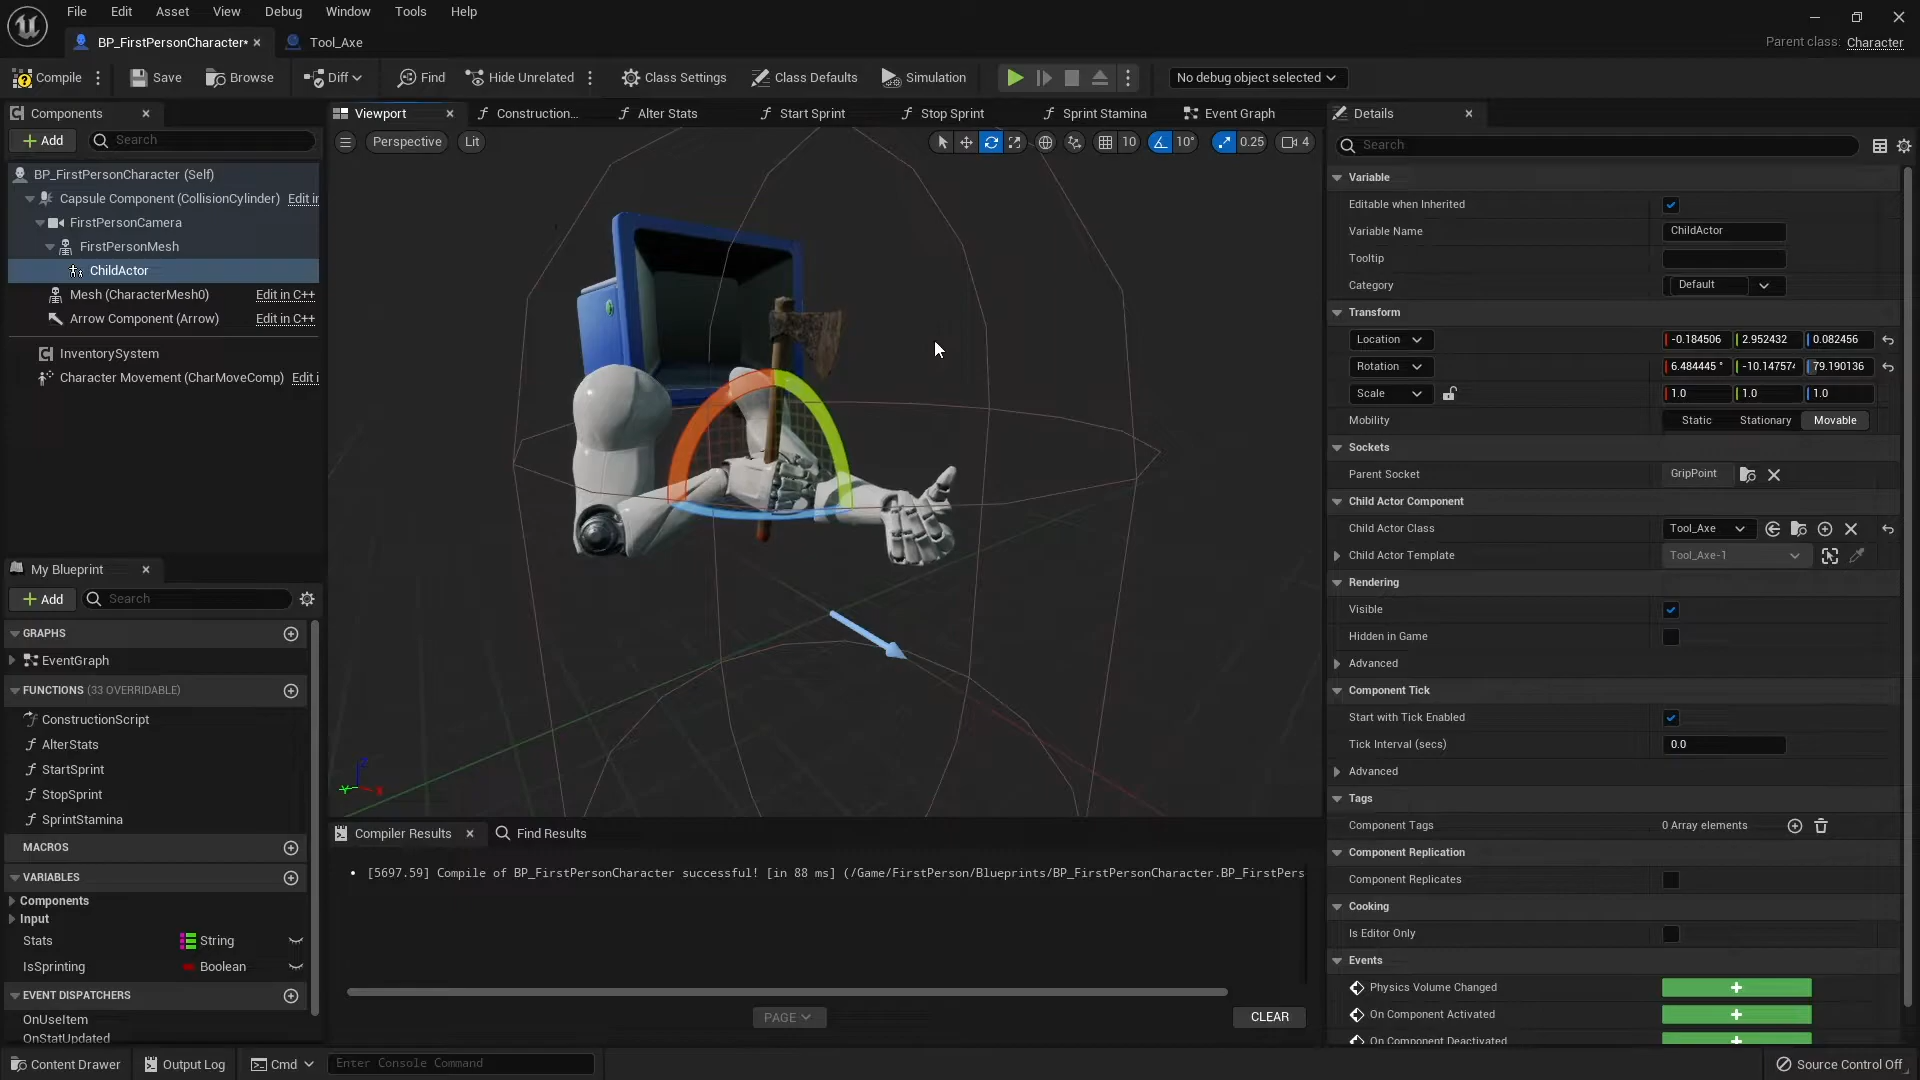 File Edit Asset View Debug Window Tools Help
BP_FirstPersonCharacter* Tool_Axe
Parent class: Character
Compile Save Browse Diff Find Hide Unrelated Class Settings Class Defaults Simulation No debug object selected
Components
Add Search
BP_FirstPersonCharacter (Self)
Capsule Component (CollisionCylinder) Edit in
FirstPersonCamera
FirstPersonMesh
ChildActor
Mesh (CharacterMesh0) Edit in C++
Arrow Component (Arrow) Edit in C++
InventorySystem
Character Movement (CharMoveComp) Edit i
My Blueprint
Add Search
GRAPHS
EventGraph
FUNCTIONS (33 OVERRIDABLE)
ConstructionScript
AlterStats
StartSprint
StopSprint
SprintStamina
MACROS
VARIABLES
Components
Input
Stats String
IsSprinting Boolean
EVENT DISPATCHERS
OnUseItem
OnStatUpdated
Viewport Construction... Alter Stats Start Sprint Stop Sprint Sprint Stamina Event Graph
Perspective Lit 10 10° 0.25 4
Z
Y
X
Compiler Results Find Results
• [5697.59] Compile of BP_FirstPersonCharacter successful! [in 88 ms] (/Game/FirstPerson/Blueprints/BP_FirstPersonCharacter.BP_FirstPers
PAGE CLEAR
Details
Search
Variable
Editable when Inherited
Variable Name ChildActor
Tooltip
Category Default
Transform
Location -0.184506 2.952432 0.082456
Rotation 6.484445 ° -10.147574 79.190136
Scale 1.0 1.0 1.0
Mobility Static Stationary Movable
Sockets
Parent Socket GripPoint
Child Actor Component
Child Actor Class Tool_Axe
Child Actor Template Tool_Axe-1
Rendering
Visible
Hidden in Game
Advanced
Component Tick
Start with Tick Enabled
Tick Interval (secs) 0.0
Advanced
Tags
Component Tags 0 Array elements
Component Replication
Component Replicates
Cooking
Is Editor Only
Events
Physics Volume Changed
On Component Activated
On Component Deactivated
Content Drawer Output Log Cmd Enter Console Command Source Control Off